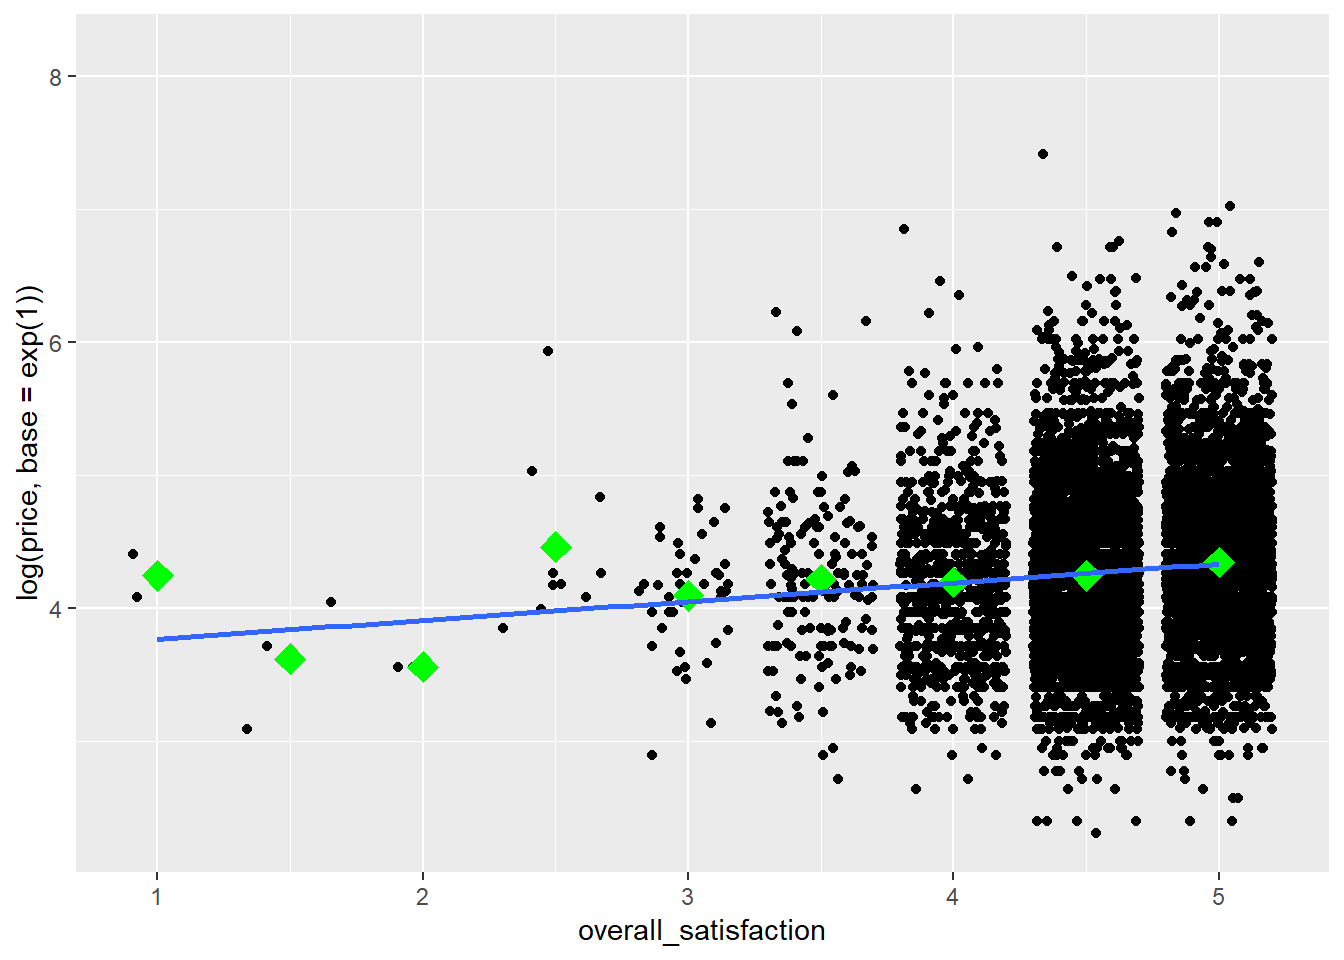 8
6
4
log(price, base = exp(1))
1 2 3 4 5
overall_satisfaction